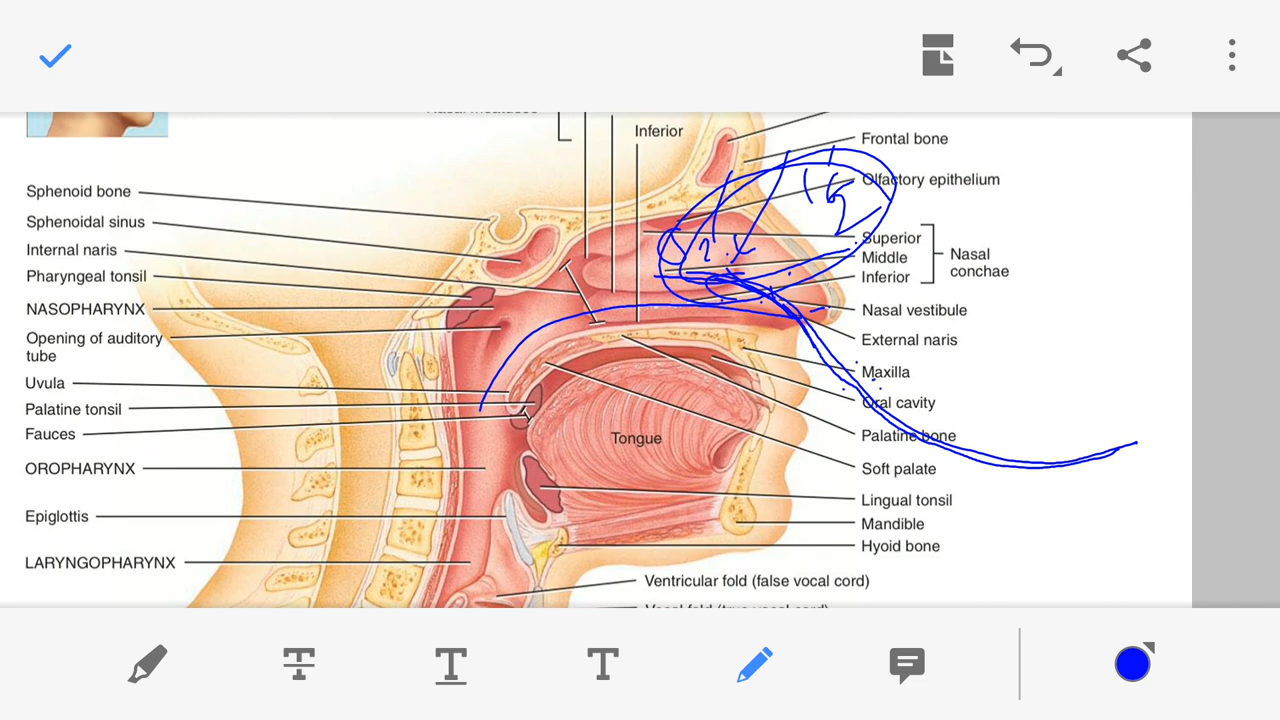 Inferior
Frontal bone
Olfactory epithelium
Sphenoid bone
Sphenoidal sinus
Superior
Internal naris
Middle
Nasal
conchae
Pharyngeal tonsil
Inferior
NASOPHARYNX
Nasal vestibule
Opening of auditory
tube
External naris
Maxilla
Uvula
Oral cavity
Palatine tonsil
Fauces
Palatine bone
Tongue
OROPHARYNX
Soft palate
Lingual tonsil
Epiglottis
Mandible
Hyoid bone
LARYNGOPHARYNX
Ventricular fold (false vocal cord)